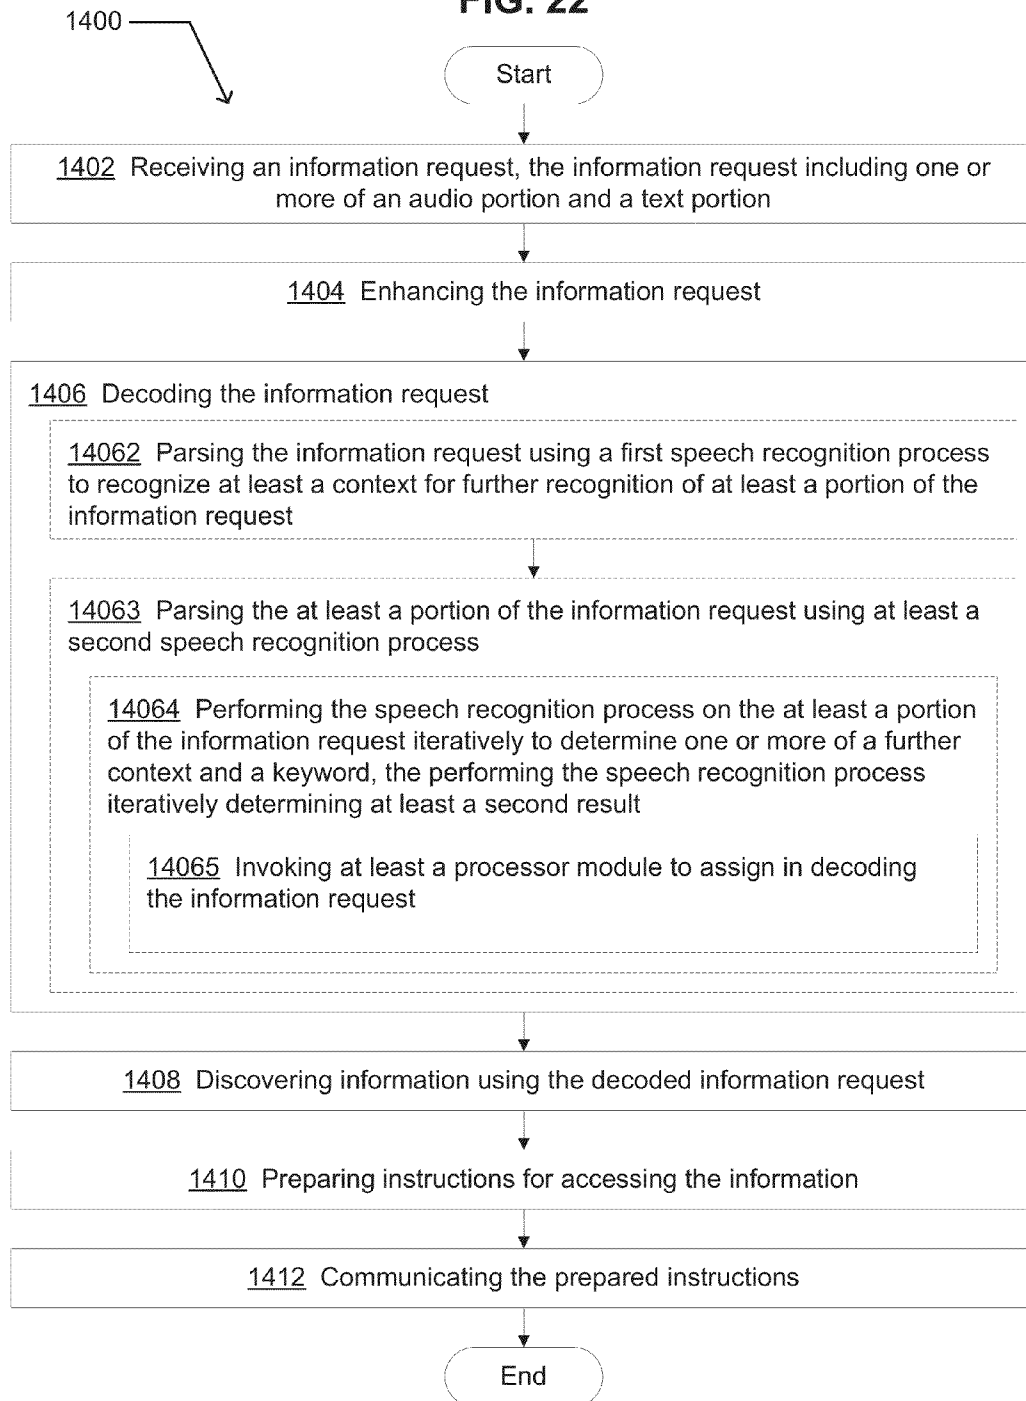 FIG. 22
1400
Start
1402 Receiving an information request, the information request including one or
more of an audio portion and a text portion
1404 Enhancing the information request
1406 Decoding the information request
14062 Parsing the information request using a first speech recognition process
to recognize at least a context for further recognition of at least a portion of the
information request
14063 Parsing the at least a portion of the information request using at least a
second speech recognition process
14064 Performing the speech recognition process on the at least a portion
of the information request iteratively to determine one or more of a further
context and a keyword, the performing the speech recognition process
iteratively determining at least a second result
14065 Invoking at least a processor module to assign in decoding
the information request
1408 Discovering information using the decoded information request
1410 Preparing instructions for accessing the information
1412 Communicating the prepared instructions
End